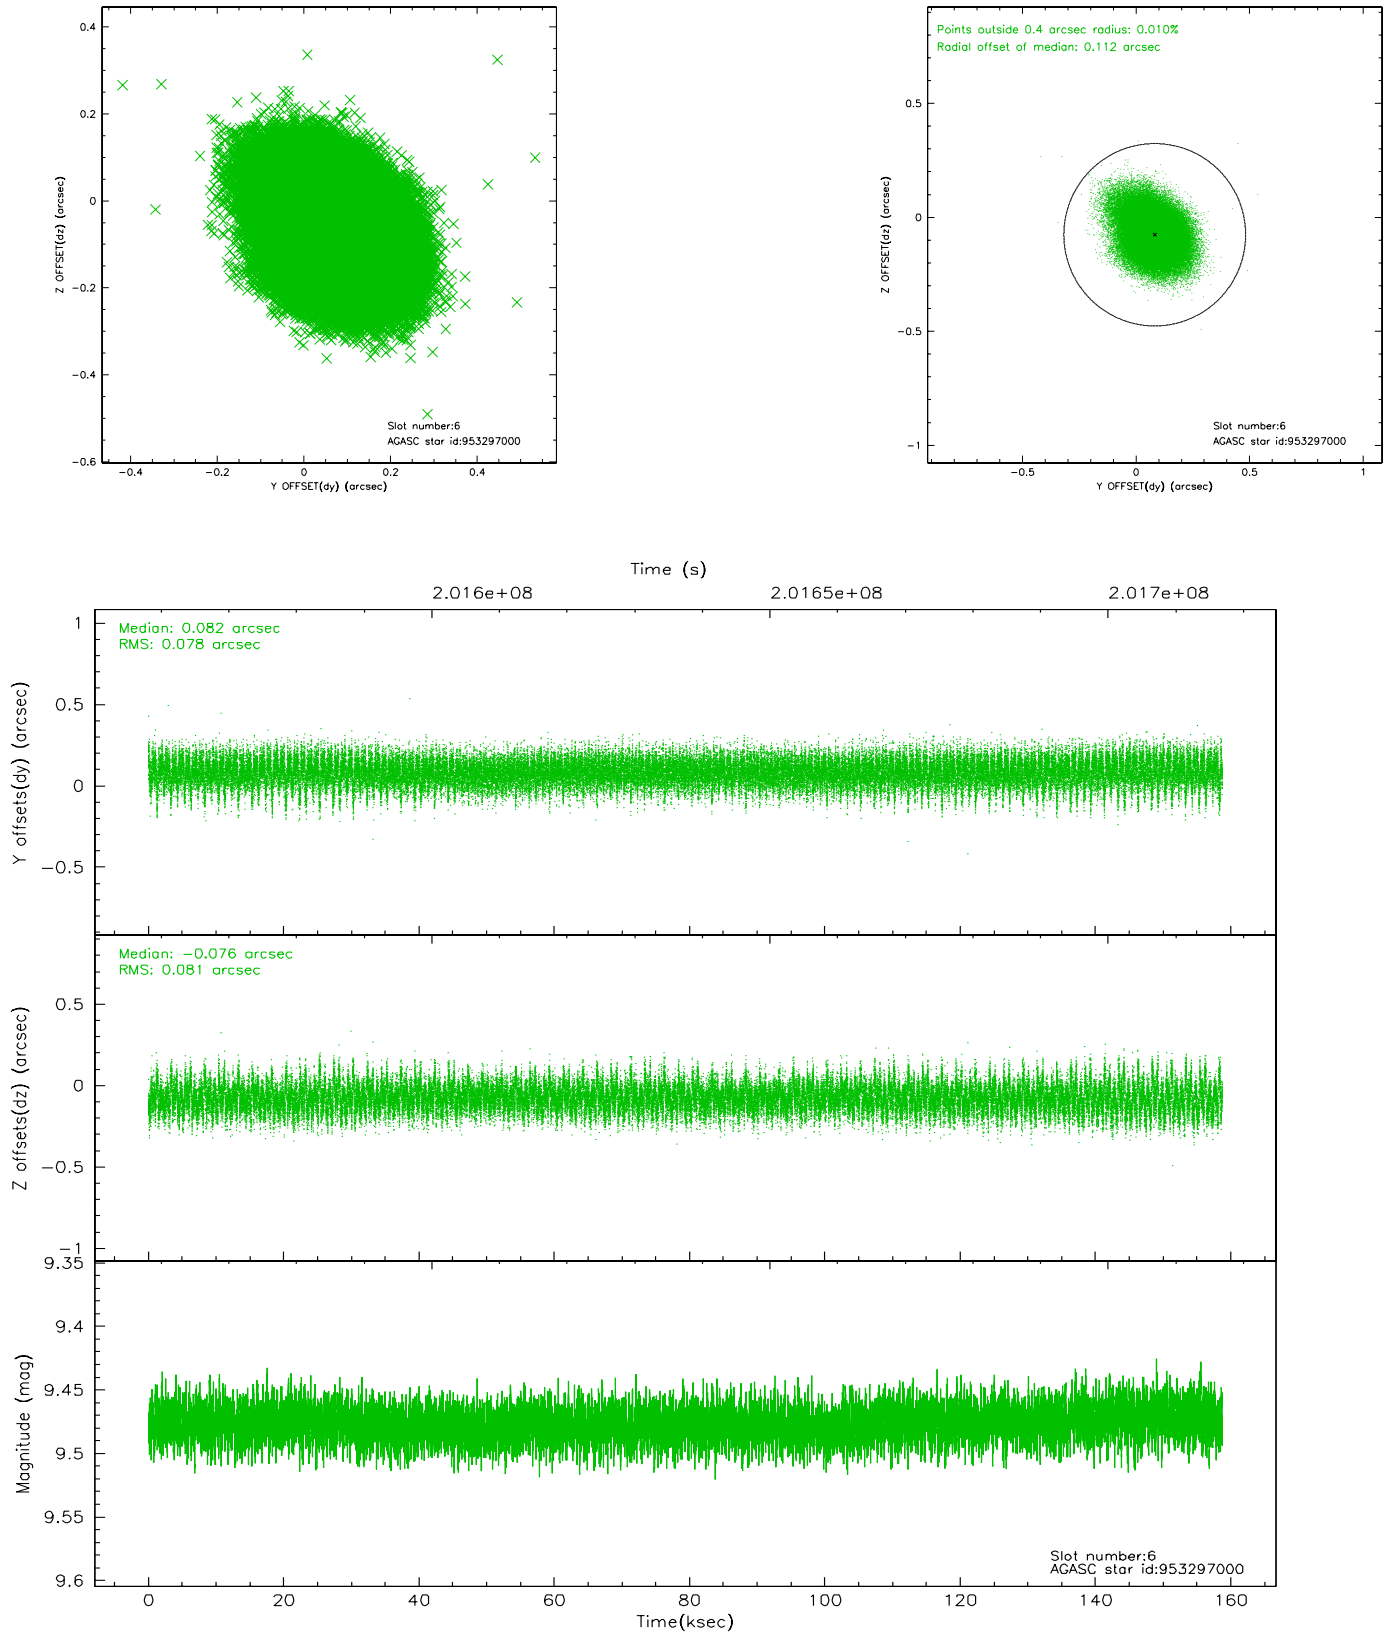 0.4
0.2
0
−0.2
−0.4
−0.6
Z OFFSET(dz) (arcsec)
Slot number:6
AGASC star id:953297000
−0.4
−0.2
0
0.2
0.4
Y OFFSET(dy) (arcsec)
Points outside 0.4 arcsec radius: 0.010%
Radial offset of median: 0.112 arcsec
0.5
0
−0.5
−1
Z OFFSET(dz) (arcsec)
Slot number:6
AGASC star id:953297000
−0.5
0
0.5
1
Y OFFSET(dy) (arcsec)
Time (s)
2.016e+08
2.0165e+08
2.017e+08
Median: 0.082 arcsec
RMS: 0.078 arcsec
1
0.5
0
−0.5
Y offsets(dy) (arcsec)
Median: −0.076 arcsec
RMS: 0.081 arcsec
0.5
0
−0.5
−1
Z offsets(dz) (arcsec)
9.35
9.4
9.45
9.5
9.55
9.6
Magnitude (mag)
Slot number:6
AGASC star id:953297000
0
20
40
60
80
100
120
140
160
Time(ksec)